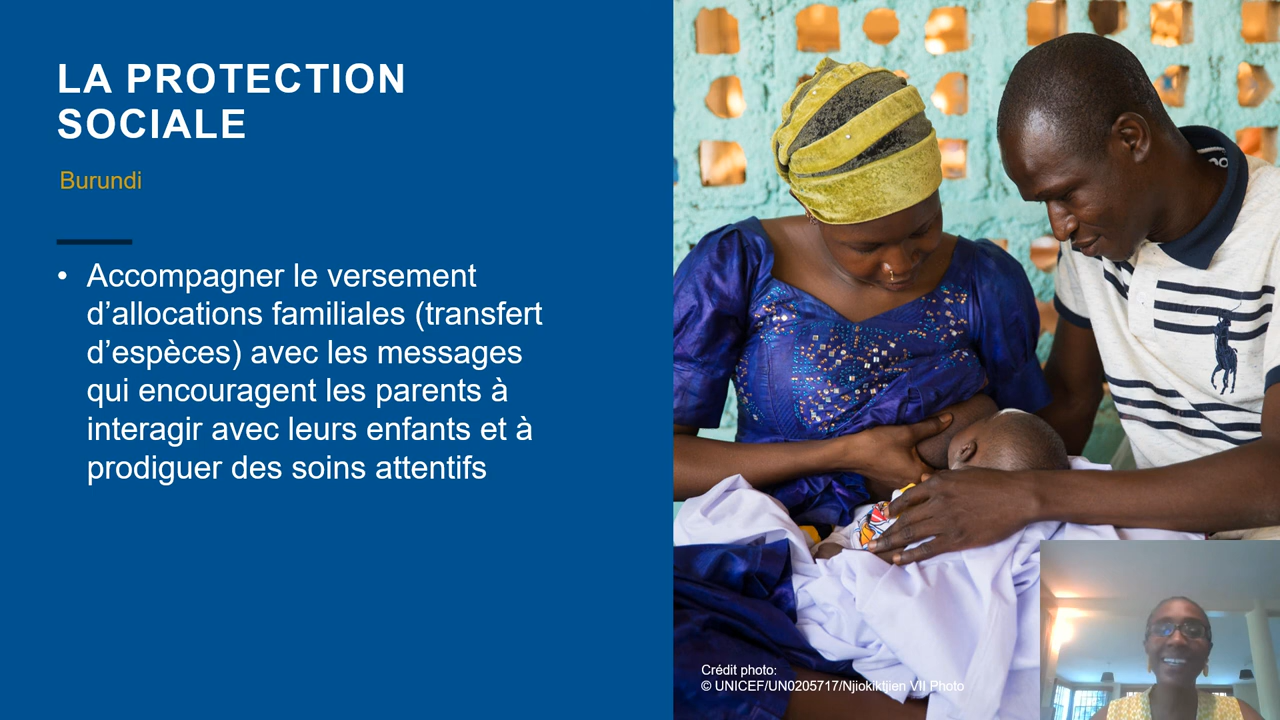 LA PROTECTION
SOCIALE
Burundi
• Accompagner le versement
d’allocations familiales (transfert
d’espèces) avec les messages
qui encouragent les parents à
interagir avec leurs enfants et à
prodiguer des soins attentifs
Crédit photo:
© UNICEF/UN0205717/Njiokiktjien VII Photo